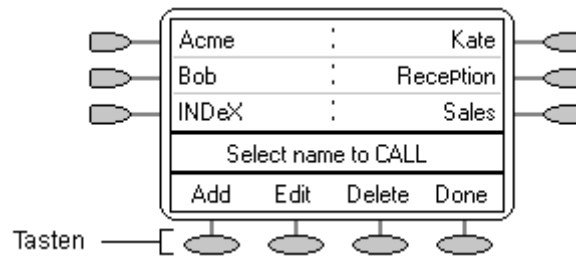 Acme : Kate
Bob : Reception
INDeX : Sales
Select name to CALL
Add Edit Delete Done
Tasten